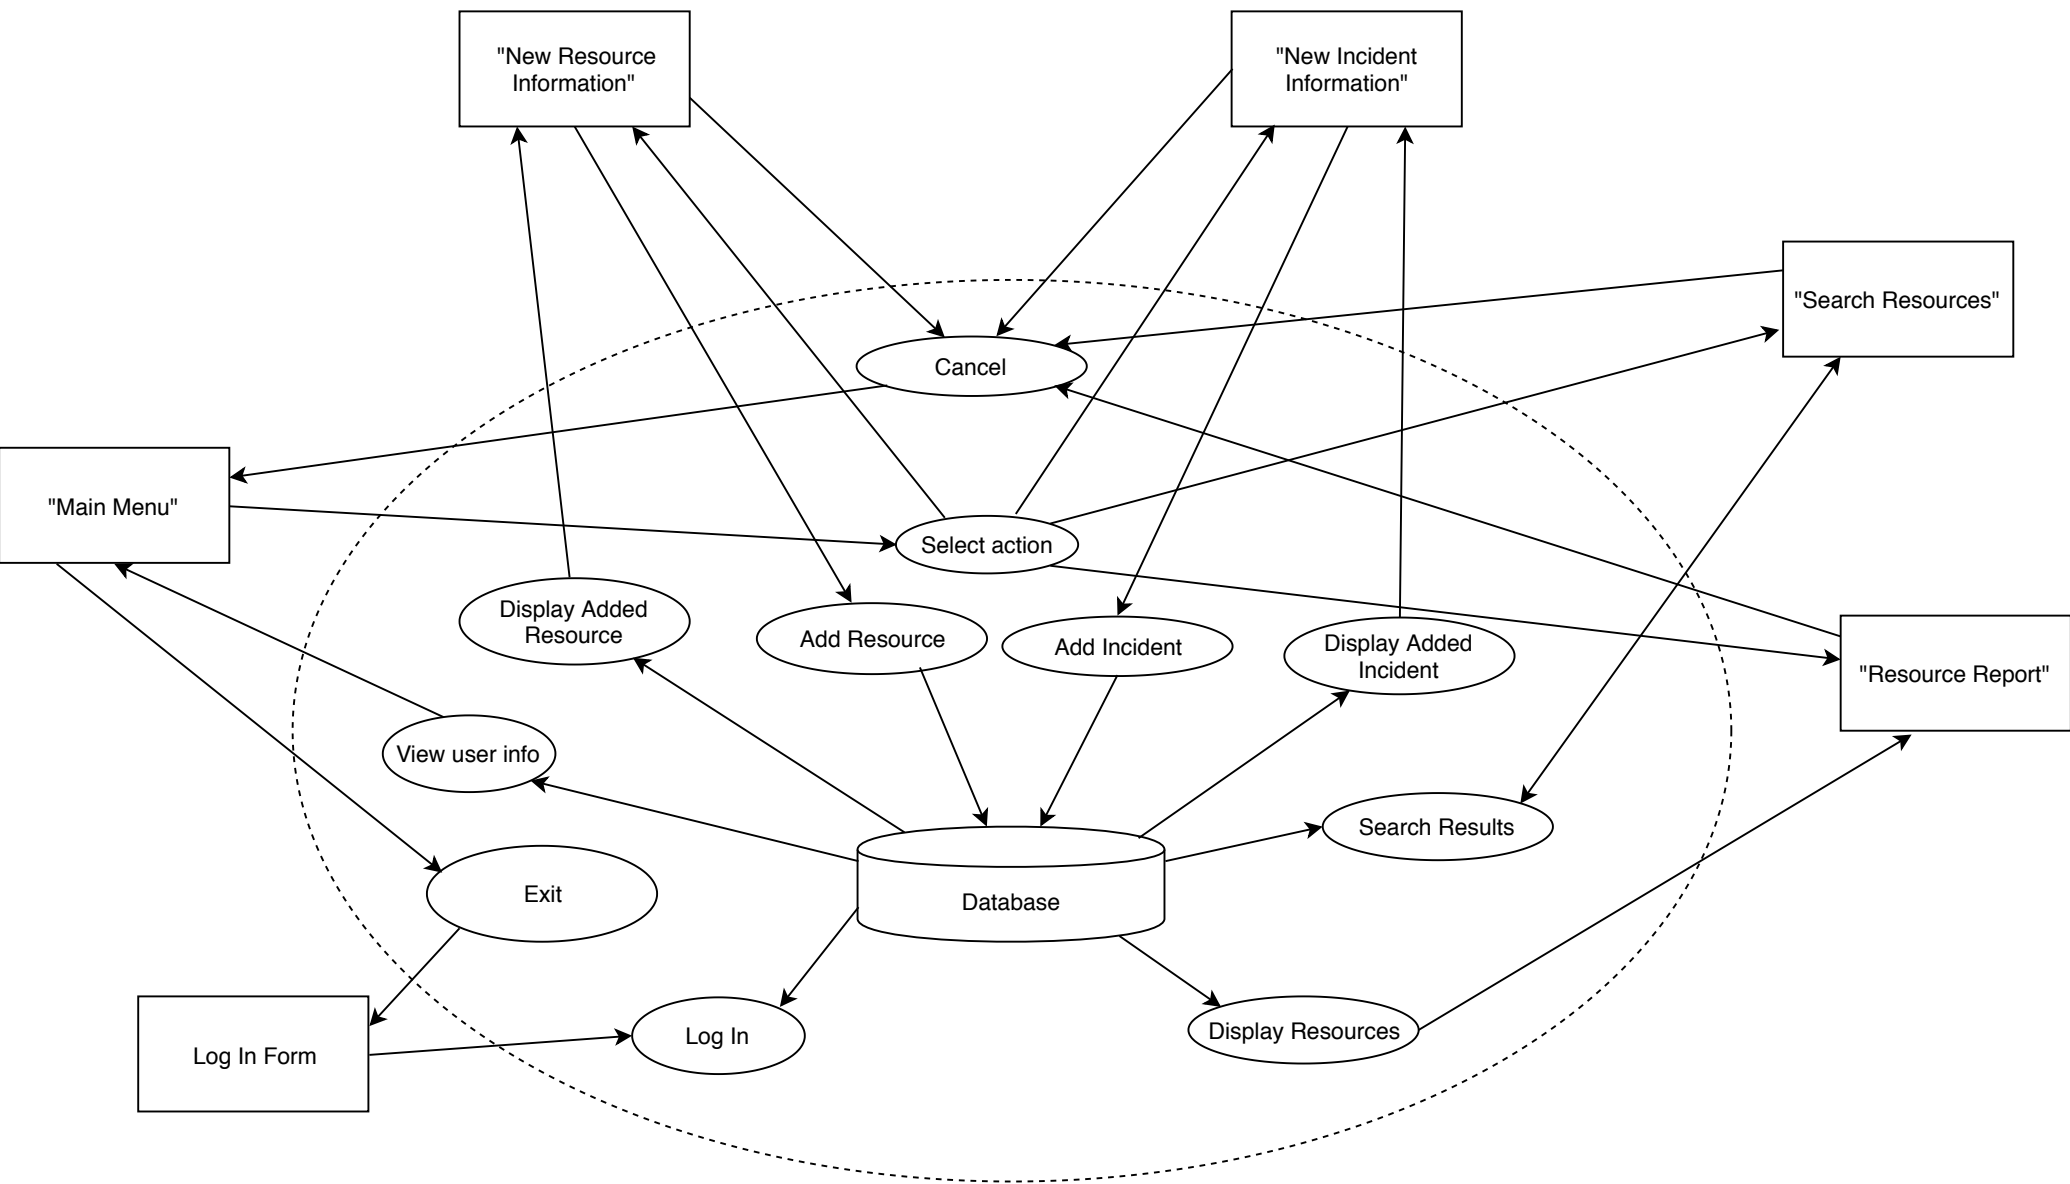 "New Resource
Information"
"New Incident
Information"
"Search Resources"
Cancel
"Main Menu"
Select action
Display Added
Resource
Add Resource
Add Incident
Display Added
Incident
"Resource Report"
View user info
Search Results
Exit
Database
Log In Form
Log In
Display Resources